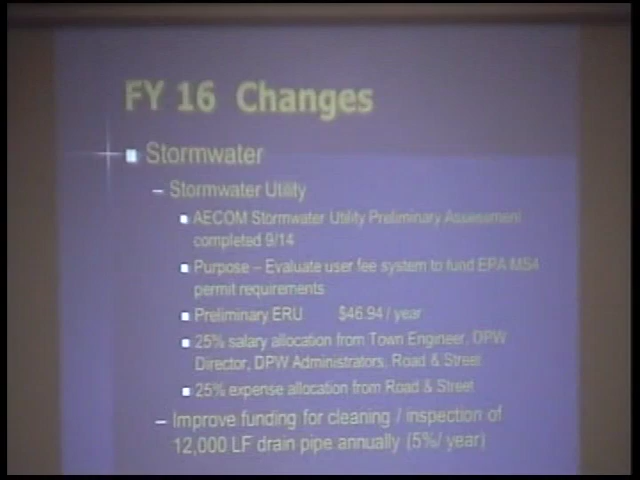 FY 16 Changes
Stormwater
– Stormwater Utility
AECOM Stormwater Utility Preliminary Assessment
completed 9/14
Purpose – Evaluate user fee system to fund EPA MS4
permit requirements
Preliminary ERU $46.94 / year
25% salary allocation from Town Engineer, DPW
Director, DPW Administrators, Road & Street
25% expense allocation from Road & Street
– Improve funding for cleaning / inspection of
12,000 LF drain pipe annually (5%/ year)